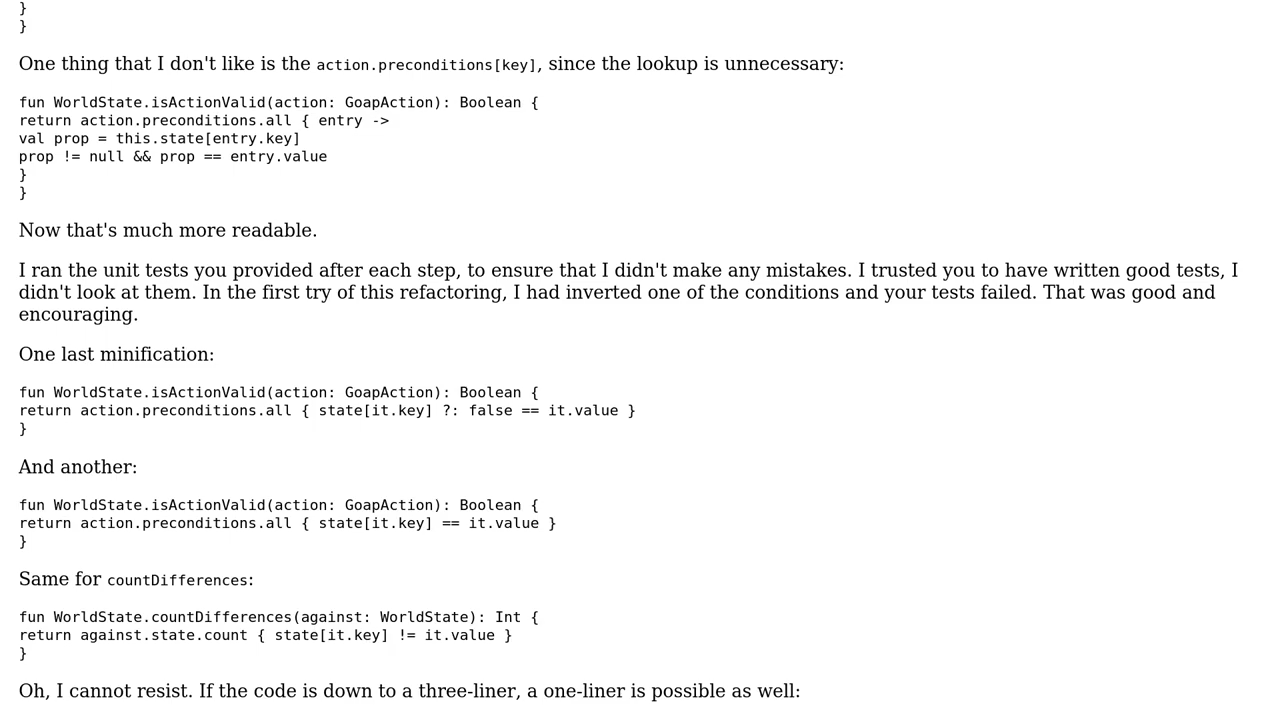 }
}
One thing that I don't like is the action.preconditions[key], since the lookup is unnecessary:
fun WorldState.isActionValid(action: GoapAction): Boolean {
return action.preconditions.all { entry ->
val prop = this.state[entry.key]
prop != null && prop == entry.value
}
}
Now that's much more readable.
I ran the unit tests you provided after each step, to ensure that I didn't make any mistakes. I trusted you to have written good tests, I
didn't look at them. In the first try of this refactoring, I had inverted one of the conditions and your tests failed. That was good and
encouraging.
One last minification:
fun WorldState.isActionValid(action: GoapAction): Boolean {
return action.preconditions.all { state[it.key] ?: false == it.value }
}
And another:
fun WorldState.isActionValid(action: GoapAction): Boolean {
return action.preconditions.all { state[it.key] == it.value }
}
Same for countDifferences:
fun WorldState.countDifferences(against: WorldState): Int {
return against.state.count { state[it.key] != it.value }
}
Oh, I cannot resist. If the code is down to a three-liner, a one-liner is possible as well: